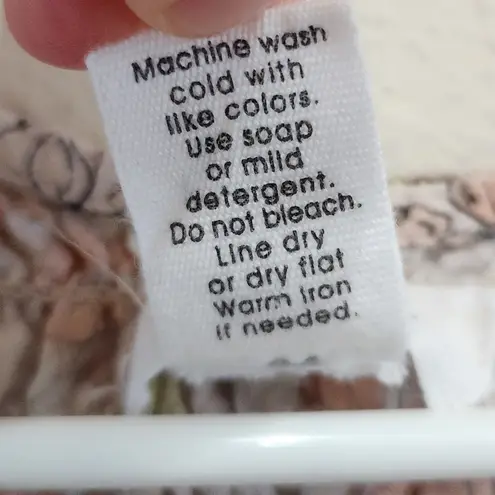 Machine wash
cold with
like colors.
Use soap
or mild
detergent.
Do not bleach.
Line dry
or dry flat
Warm iron
if needed.